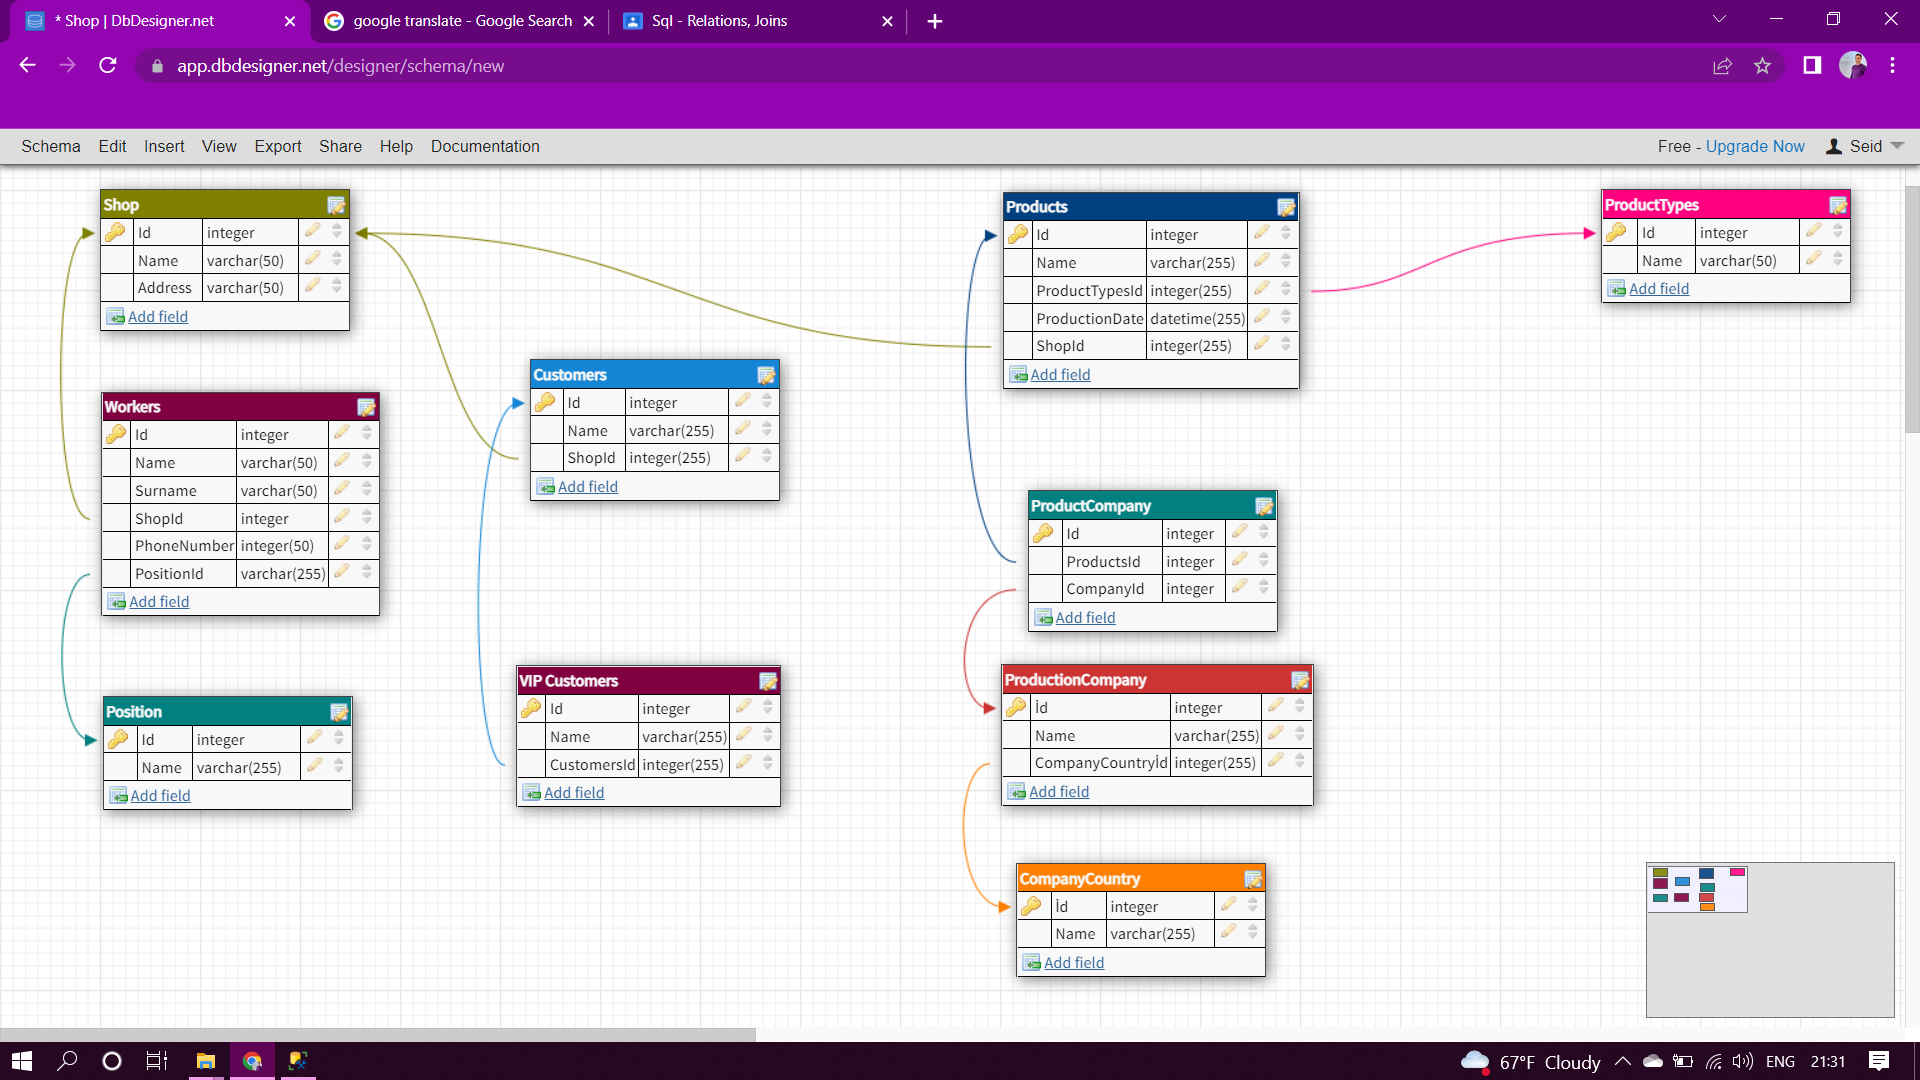 * Shop | DbDesigner.net
google translate - Google Search
Sql - Relations, Joins
app.dbdesigner.net/designer/schema/new
Schema Edit Insert View Export Share Help Documentation
Free - Upgrade Now Seid
Shop
Id integer
Name varchar(50)
Address varchar(50)
Add field
Workers
Id integer
Name varchar(50)
Surname varchar(50)
ShopId integer
PhoneNumber integer(50)
PositionId varchar(255)
Add field
Position
Id integer
Name varchar(255)
Add field
Customers
Id integer
Name varchar(255)
ShopId integer(255)
Add field
VIP Customers
Id integer
Name varchar(255)
CustomersId integer(255)
Add field
Products
Id integer
Name varchar(255)
ProductTypesId integer(255)
ProductionDate datetime(255)
ShopId integer(255)
Add field
ProductCompany
Id integer
ProductsId integer
CompanyId integer
Add field
ProductionCompany
İd integer
Name varchar(255)
CompanyCountryİd integer(255)
Add field
CompanyCountry
İd integer
Name varchar(255)
Add field
ProductTypes
Id integer
Name varchar(50)
Add field
67°F Cloudy ENG 21:31